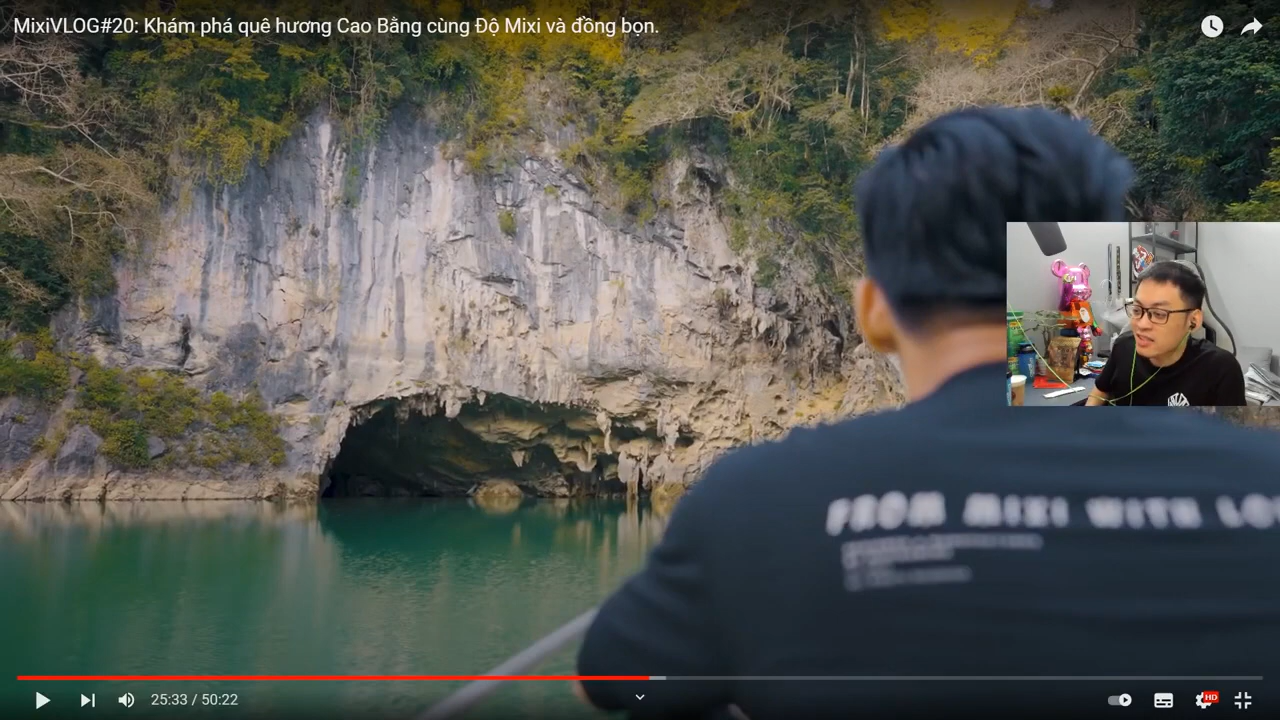 MixiVLOG#20: Khám phá quê hương Cao Bằng cùng Độ Mixi và đồng bọn.
FROM MIXI WITH LO
25:33 / 50:22
HD